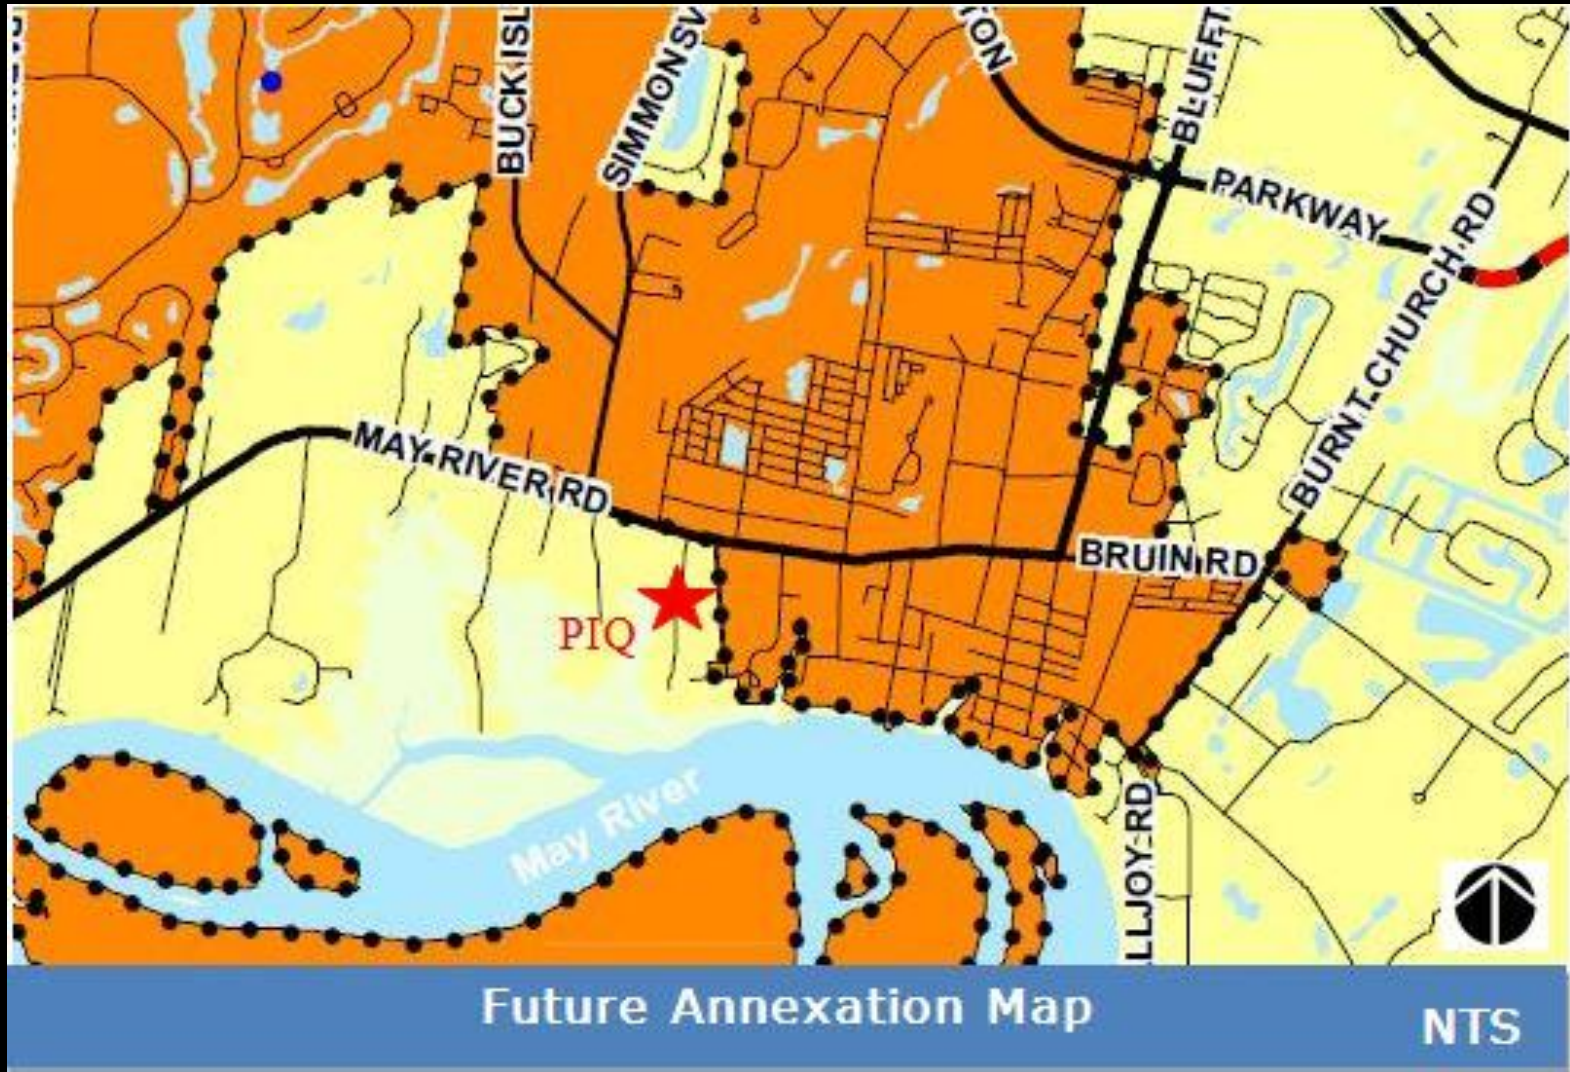 BUCK ISL
SIMMONSV
TON
BLUFFT
PARKWAY
BURNT CHURCH RD
MAY RIVER RD
BRUIN RD
PIQ
May River
LLJOY RD
Future Annexation Map
NTS